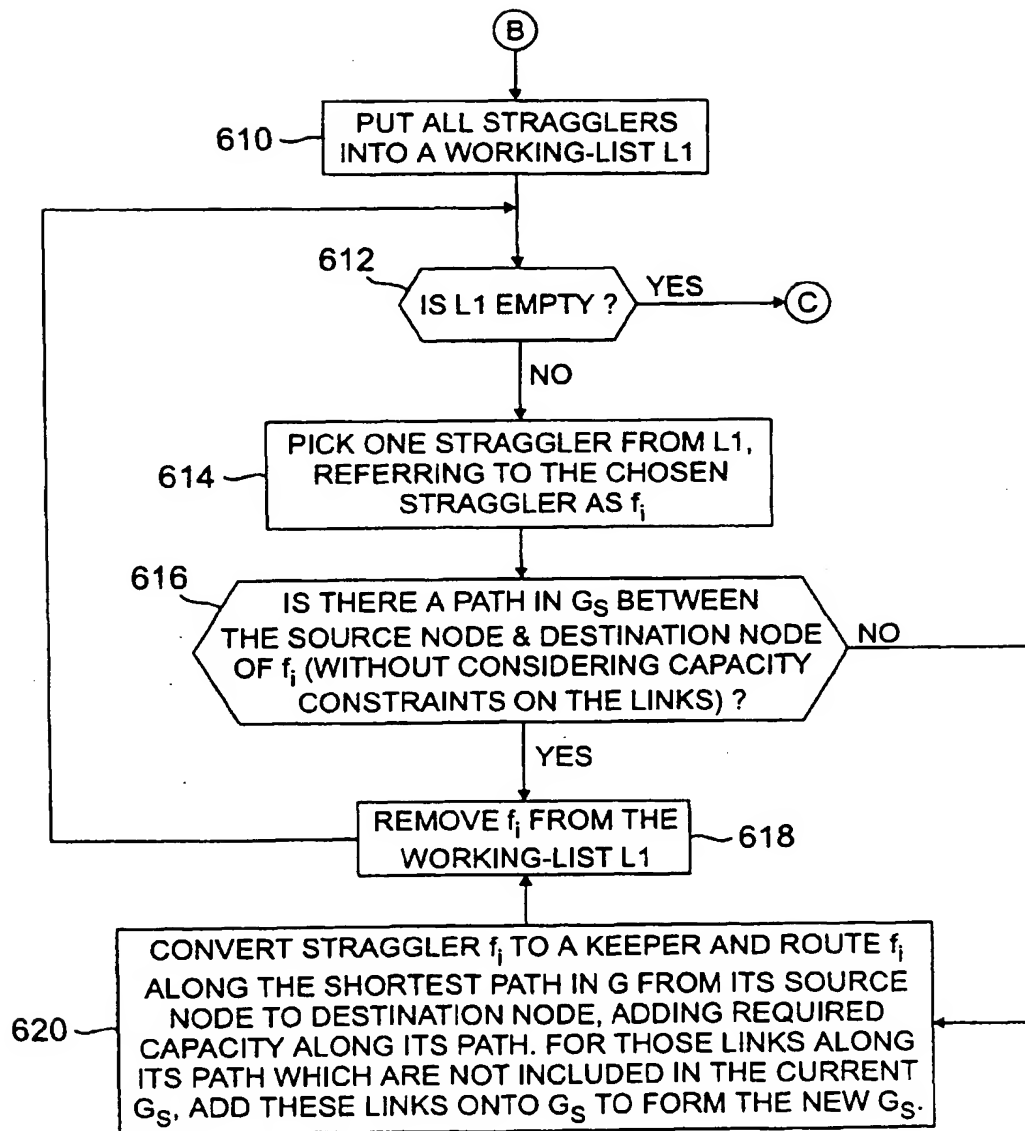 B
610
PUT ALL STRAGGLERS
INTO A WORKING-LIST L1
612
IS L1 EMPTY ?
YES
C
NO
614
PICK ONE STRAGGLER FROM L1,
REFERRING TO THE CHOSEN
STRAGGLER AS fi
616
IS THERE A PATH IN GS BETWEEN
THE SOURCE NODE & DESTINATION NODE
OF fi (WITHOUT CONSIDERING CAPACITY
CONSTRAINTS ON THE LINKS) ?
NO
YES
REMOVE fi FROM THE
WORKING-LIST L1
618
620
CONVERT STRAGGLER fi TO A KEEPER AND ROUTE fi
ALONG THE SHORTEST PATH IN G FROM ITS SOURCE
NODE TO DESTINATION NODE, ADDING REQUIRED
CAPACITY ALONG ITS PATH. FOR THOSE LINKS ALONG
ITS PATH WHICH ARE NOT INCLUDED IN THE CURRENT
GS, ADD THESE LINKS ONTO GS TO FORM THE NEW GS.